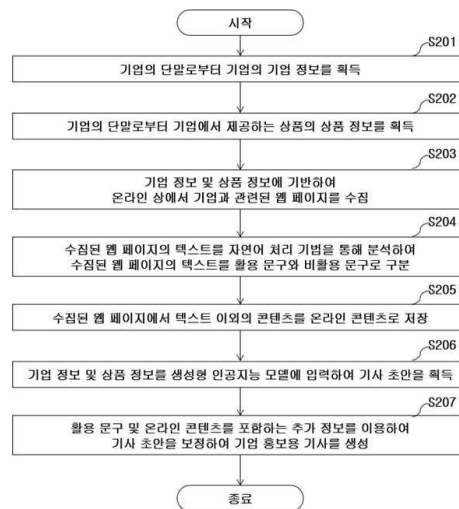 시작
S201
기업의 단말로부터 기업의 기업 정보를 획득
S202
기업의 단말로부터 기업에서 제공하는 상품의 상품 정보를 획득
S203
기업 정보 및 상품 정보에 기반하여
온라인 상에서 기업과 관련된 웹 페이지를 수집
S204
수집된 웹 페이지의 텍스트를 자연어 처리 기법을 통해 분석하여
수집된 웹 페이지의 텍스트를 활용 문구와 비활용 문구로 구분
S205
수집된 웹 페이지에서 텍스트 이외의 콘텐츠를 온라인 콘텐츠로 저장
S206
기업 정보 및 상품 정보를 생성형 인공지능 모델에 입력하여 기사 초안을 획득
S207
활용 문구 및 온라인 콘텐츠를 포함하는 추가 정보를 이용하여
기사 초안을 보정하여 기업 홍보용 기사를 생성
종료